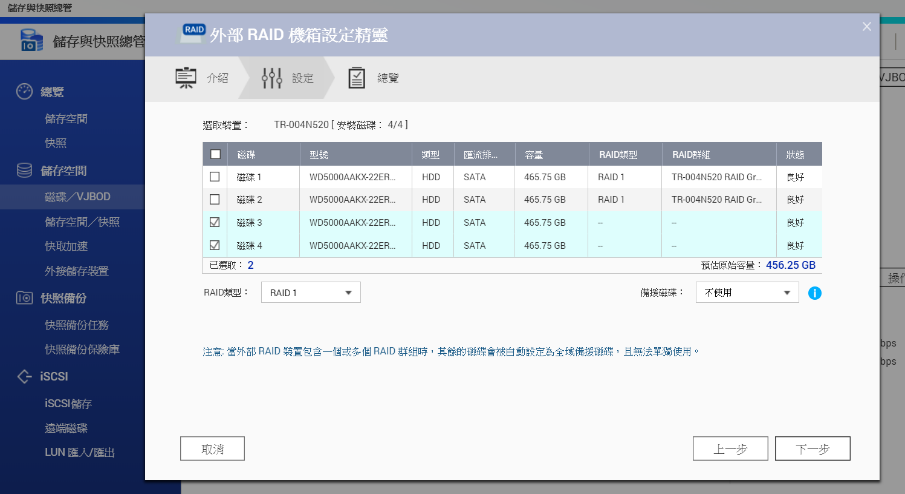 儲存與快照總管
RAID 外部 RAID 機箱設定精靈
儲存與快照總管
介紹 設定 總覽
VJBO
總覽
儲存空間
快照
儲存空間
磁碟／VJBOD
儲存空間／快照
快取加速
外接儲存裝置
快照備份
快照備份任務
快照備份保險庫
iSCSI
iSCSI儲存
遠端磁碟
LUN 匯入/匯出
選取裝置： TR-004N520 [ 安裝磁碟： 4/4 ]
磁碟 型號 類型 匯流排... 容量 RAID類型 RAID群組 狀態
磁碟 1 WD5000AAKX-22ER... HDD SATA 465.75 GB RAID 1 TR-004N520 RAID Gr... 良好
磁碟 2 WD5000AAKX-22ER... HDD SATA 465.75 GB RAID 1 TR-004N520 RAID Gr... 良好
磁碟 3 WD5000AAKX-22ER... HDD SATA 465.75 GB -- -- 良好
磁碟 4 WD5000AAKX-22ER... HDD SATA 465.75 GB -- -- 良好
已選取： 2 預估原始容量： 456.25 GB
RAID類型： RAID 1 備援磁碟： 不使用
操作
bps
bps
注意: 當外部 RAID 裝置包含一個或多個 RAID 群組時，其餘的磁碟會被自動設定為全域備援磁碟，且無法單獨使用。
取消 上一步 下一步